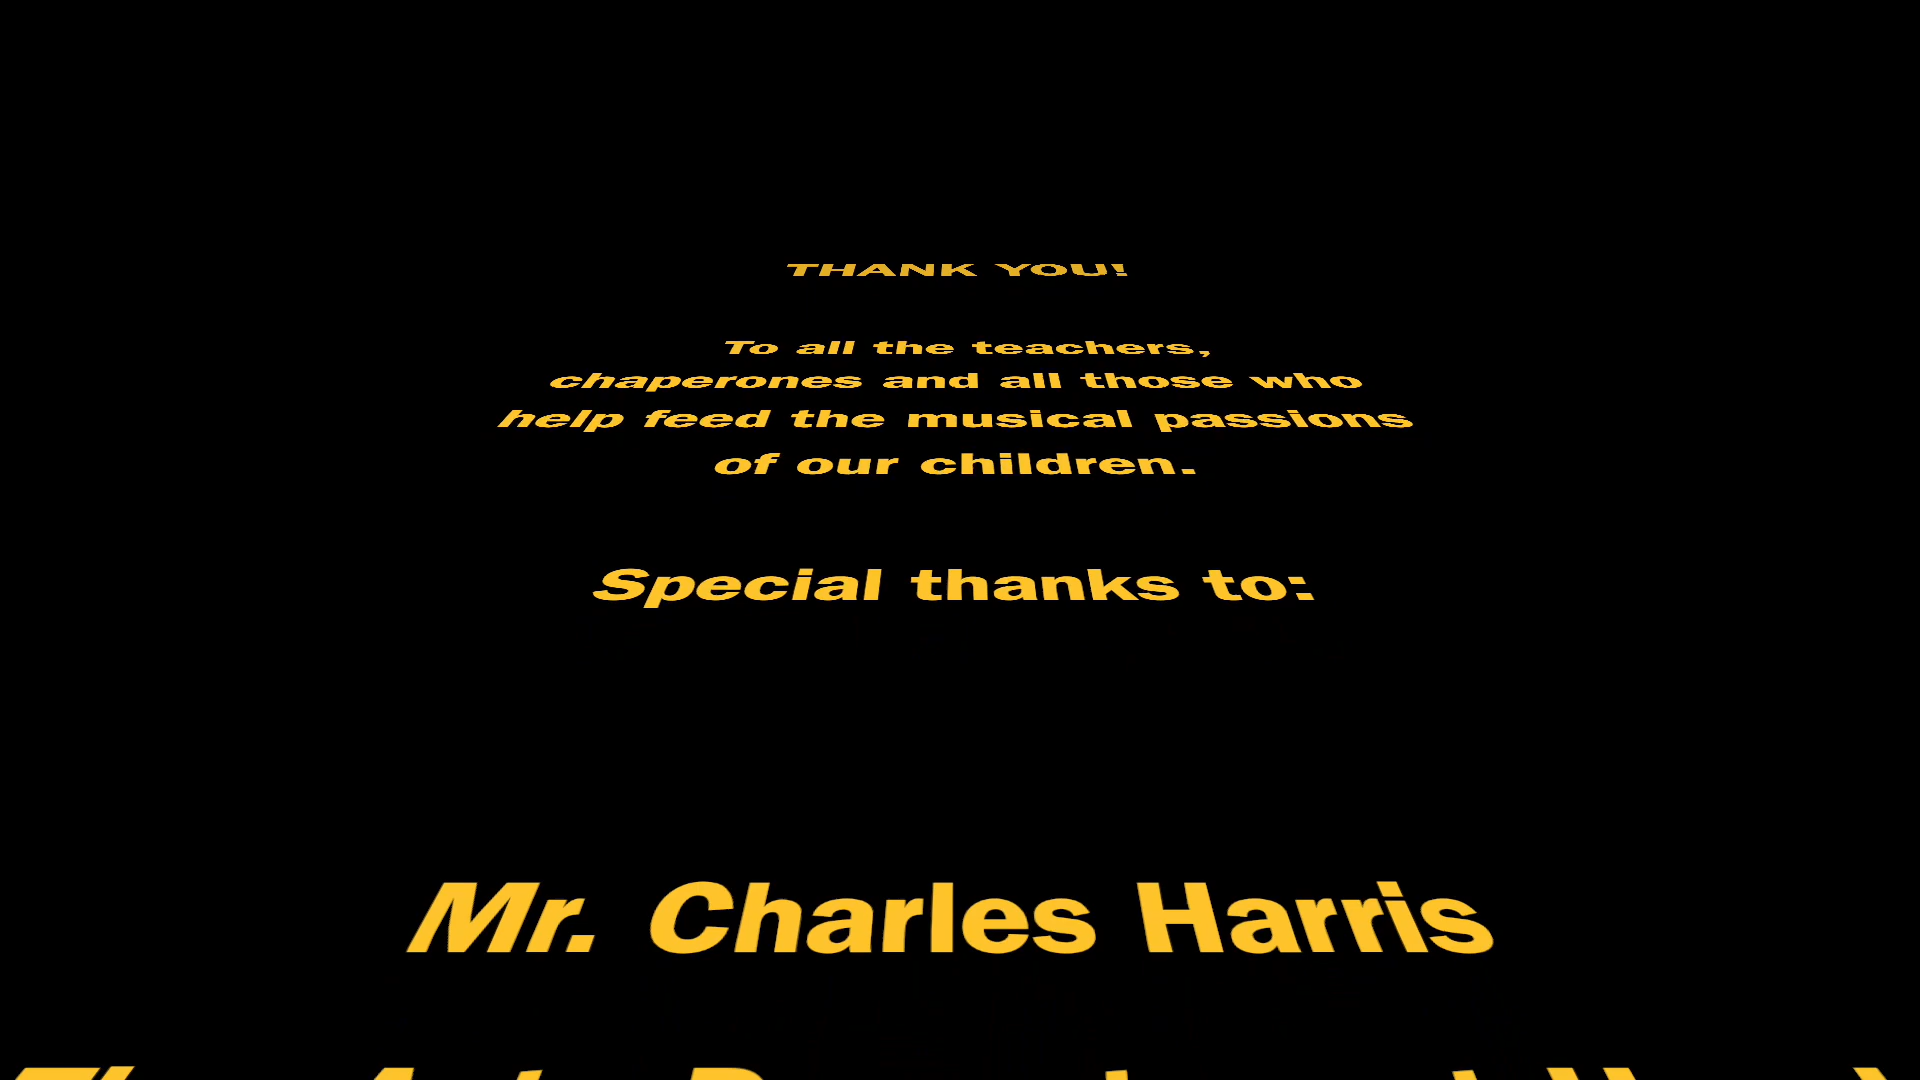 THANK YOU!
To all the teachers,
chaperones and all those who
help feed the musical passions
of our children.
Special thanks to:
Mr. Charles Harris